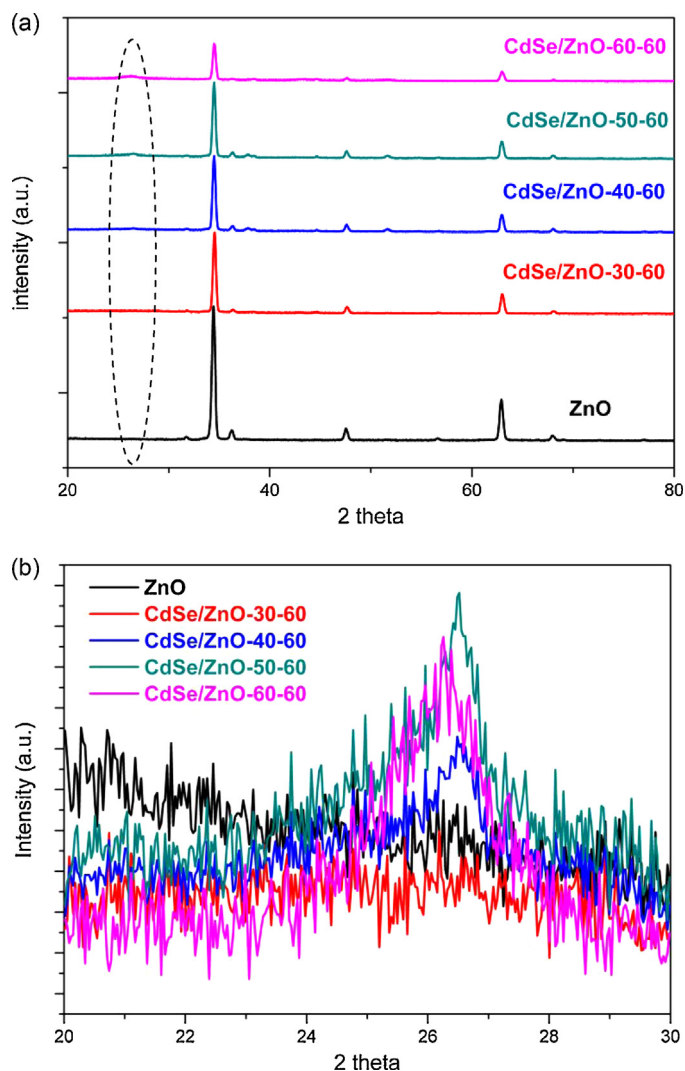 (a)
CdSe/ZnO-60-60
CdSe/ZnO-50-60
CdSe/ZnO-40-60
CdSe/ZnO-30-60
ZnO
intensity (a.u.)
20 40 60 80
2 theta
(b)
ZnO
CdSe/ZnO-30-60
CdSe/ZnO-40-60
CdSe/ZnO-50-60
CdSe/ZnO-60-60
Intensity (a.u.)
20 22 24 26 28 30
2 theta